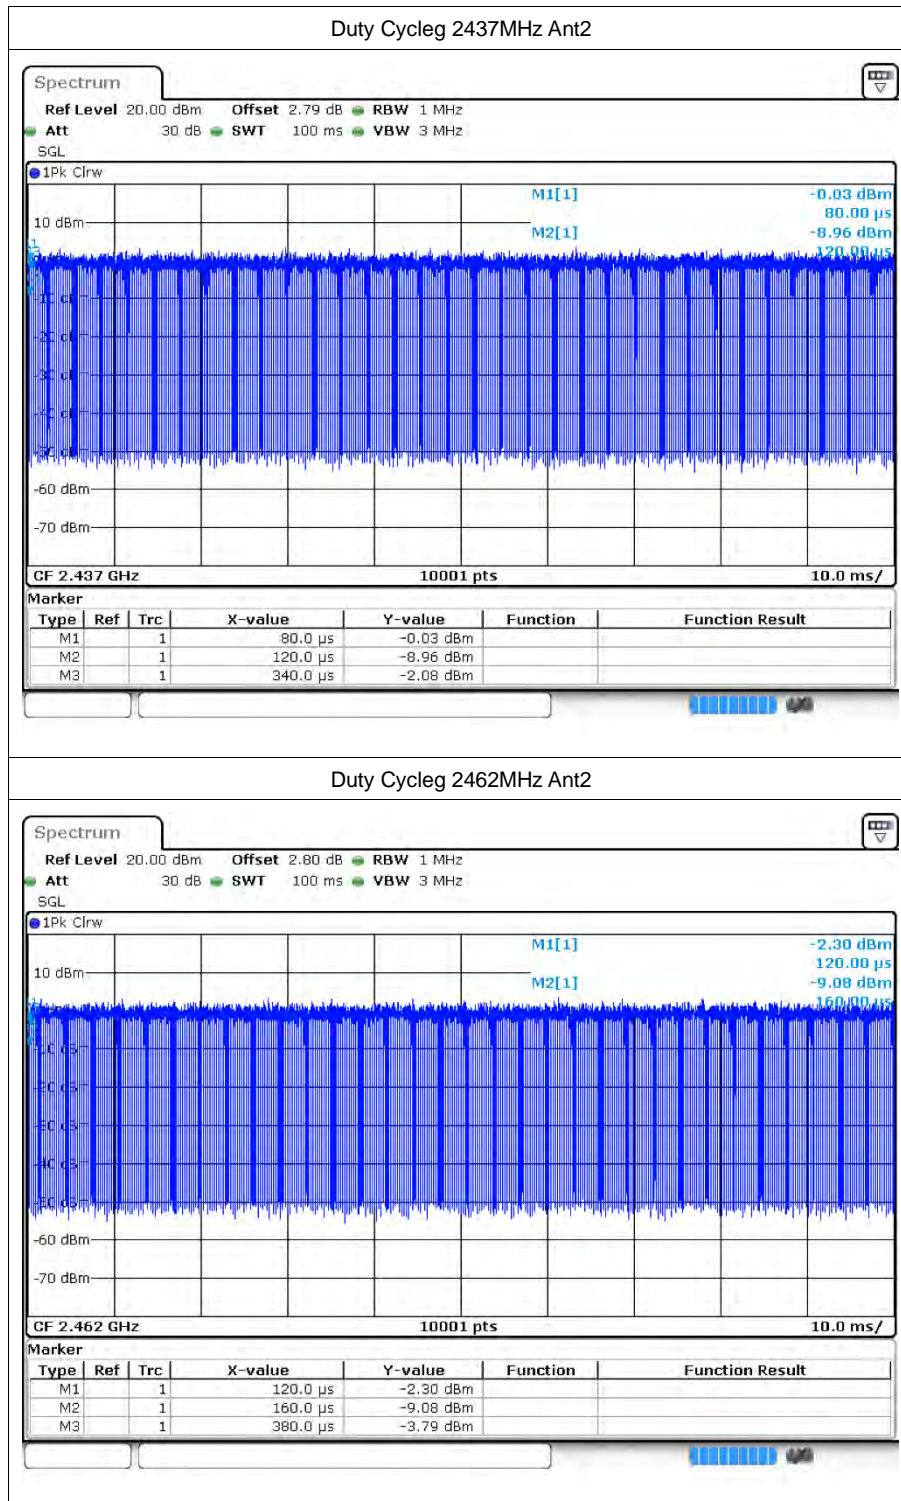 Duty Cycleg 2437MHz Ant2
Spectrum
Ref Level 20.00 dBm Offset 2.79 dB RBW 1 MHz
Att 30 dB SWT 100 ms VBW 3 MHz
SGL
1Pk Clrw
M1[1] -0.03 dBm
80.00 µs
10 dBm
M2[1] -8.96 dBm
120.00 µs
-60 dBm
-70 dBm
CF 2.437 GHz 10001 pts 10.0 ms/
Marker
Type Ref Trc X-value Y-value Function Function Result
M1 1 80.0 µs -0.03 dBm
M2 1 120.0 µs -8.96 dBm
M3 1 340.0 µs -2.08 dBm
Duty Cycleg 2462MHz Ant2
Spectrum
Ref Level 20.00 dBm Offset 2.80 dB RBW 1 MHz
Att 30 dB SWT 100 ms VBW 3 MHz
SGL
1Pk Clrw
M1[1] -2.30 dBm
120.00 µs
10 dBm
M2[1] -9.08 dBm
160.00 µs
-60 dBm
-70 dBm
CF 2.462 GHz 10001 pts 10.0 ms/
Marker
Type Ref Trc X-value Y-value Function Function Result
M1 1 120.0 µs -2.30 dBm
M2 1 160.0 µs -9.08 dBm
M3 1 380.0 µs -3.79 dBm